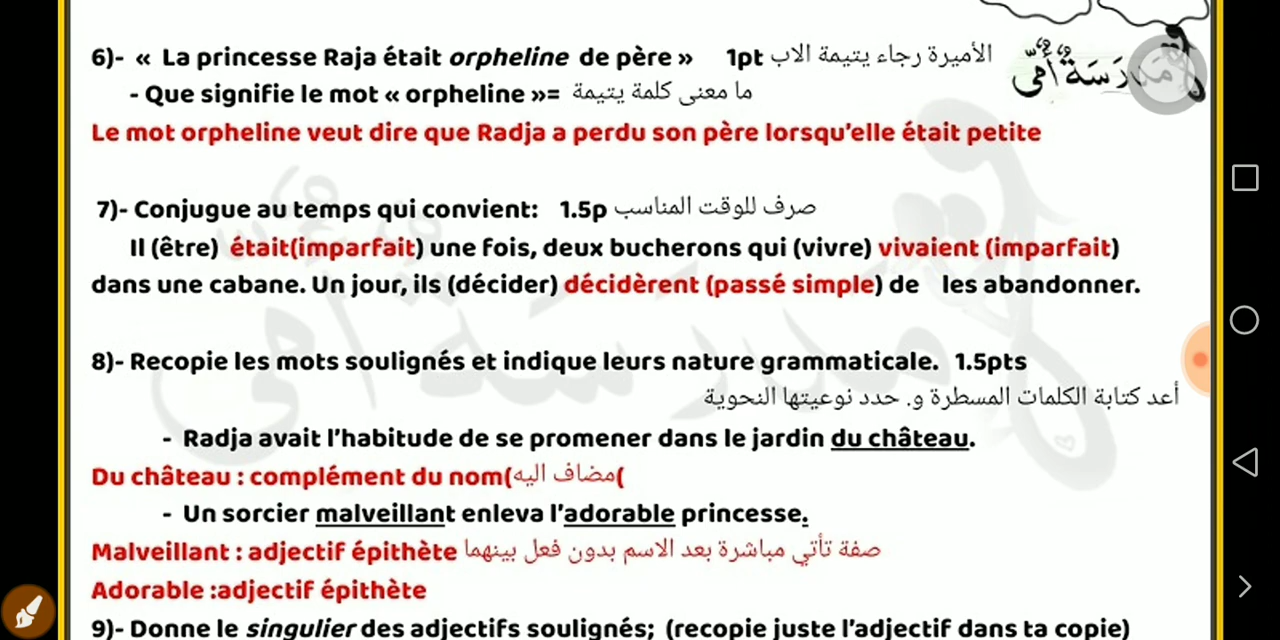 6)- « La princesse Raja était orpheline de père » 1pt الأميرة رجاء يتيمة الاب
- Que signifie le mot « orpheline »= ما معنى كلمة يتيمة
Le mot orpheline veut dire que Radja a perdu son père lorsqu'elle était petite
7)- Conjugue au temps qui convient: 1.5p صرف للوقت المناسب
Il (être) était(imparfait) une fois, deux bucherons qui (vivre) vivaient (imparfait)
dans une cabane. Un jour, ils (décider) décidèrent (passé simple) de les abandonner.
8)- Recopie les mots soulignés et indique leurs nature grammaticale. 1.5pts
أعد كتابة الكلمات المسطرة و. حدد نوعيتها النحوية
- Radja avait l'habitude de se promener dans le jardin du château.
Du château : complément du nom(مضاف اليه(
- Un sorcier malveillant enleva l'adorable princesse.
Malveillant : adjectif épithète صفة تأتي مباشرة بعد الاسم بدون فعل بينهما
Adorable :adjectif épithète
9)- Donne le singulier des adjectifs soulignés; (recopie juste l'adjectif dans ta copie)